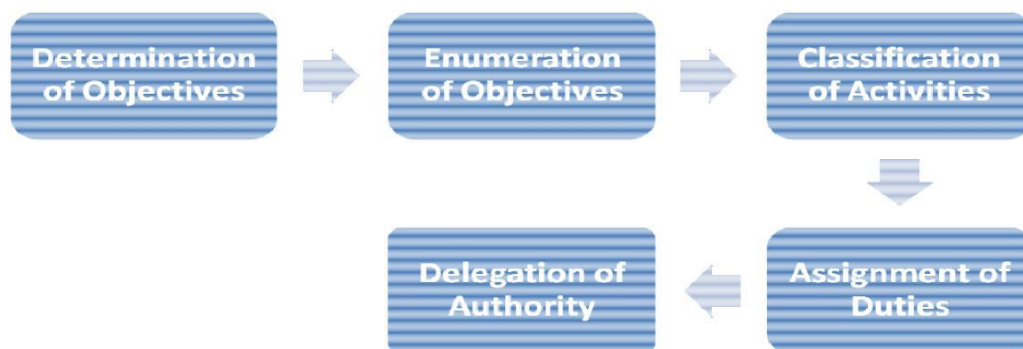 Determination
of Objectives
Enumeration
of Objectives
Classification
of Activities
Assignment of
Duties
Delegation of
Authority